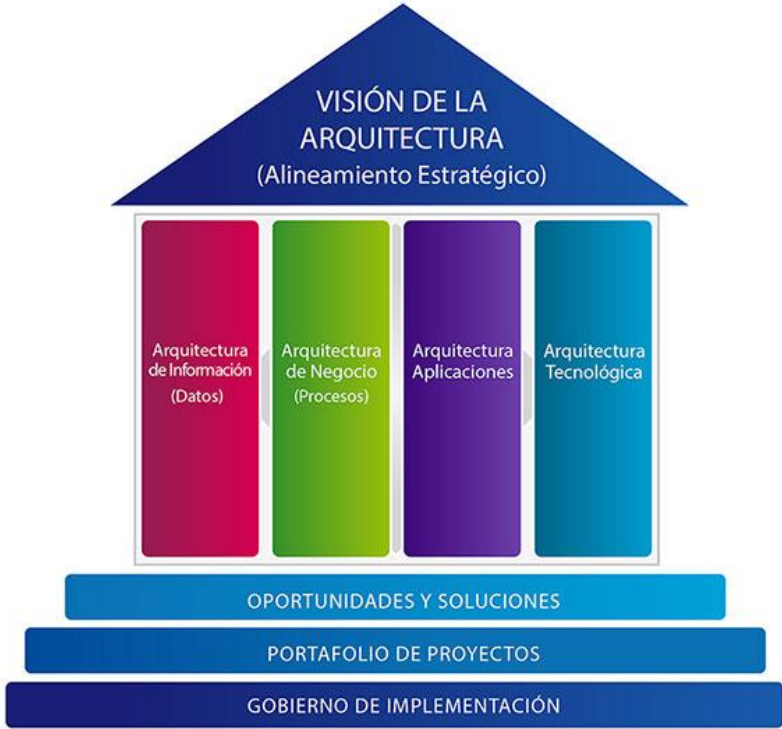 VISIÓN DE LA
ARQUITECTURA
(Alineamiento Estratégico)
Arquitectura
de Información
(Datos)
Arquitectura
de Negocio
(Procesos)
Arquitectura
Aplicaciones
Arquitectura
Tecnológica
OPORTUNIDADES Y SOLUCIONES
PORTAFOLIO DE PROYECTOS
GOBIERNO DE IMPLEMENTACIÓN